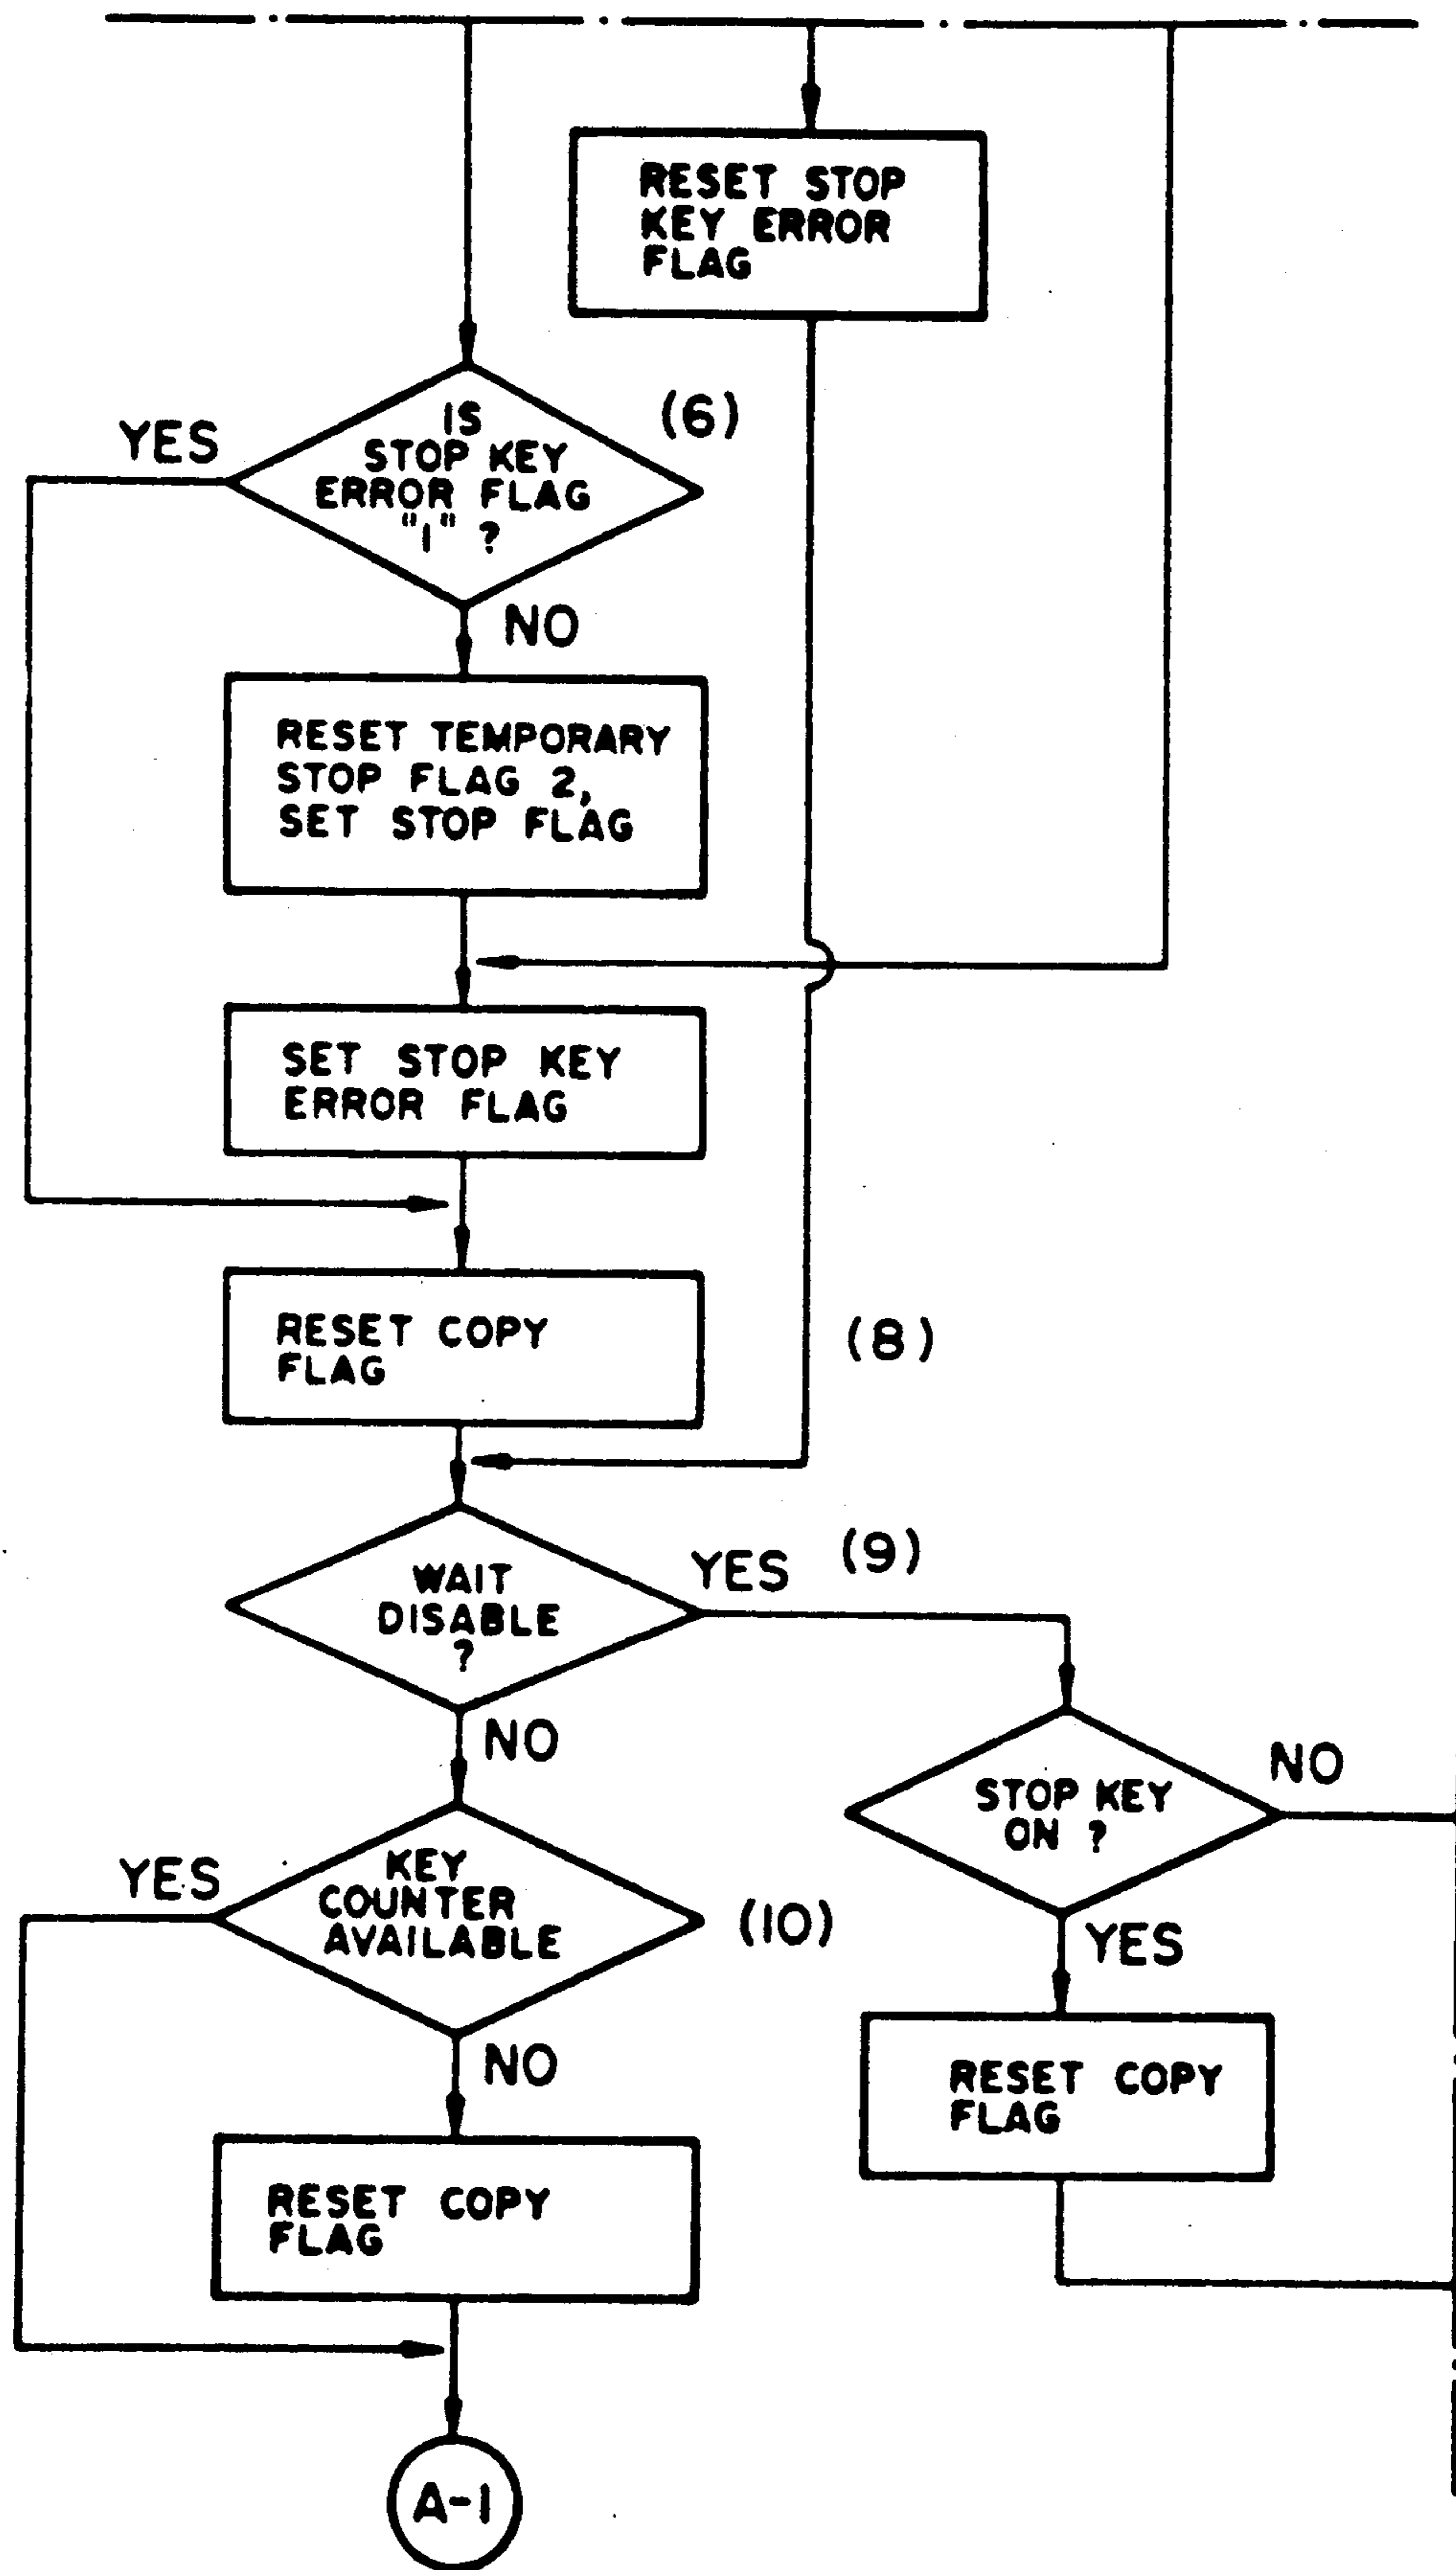 RESET STOP
KEY ERROR
FLAG
(6)
YES
IS
STOP KEY
ERROR FLAG
"1" ?
NO
RESET TEMPORARY
STOP FLAG 2,
SET STOP FLAG
SET STOP KEY
ERROR FLAG
RESET COPY
FLAG
(8)
WAIT
DISABLE
?
YES
(9)
NO
STOP KEY
ON ?
NO
YES
KEY
COUNTER
AVAILABLE
(10)
YES
NO
RESET COPY
FLAG
RESET COPY
FLAG
A-1